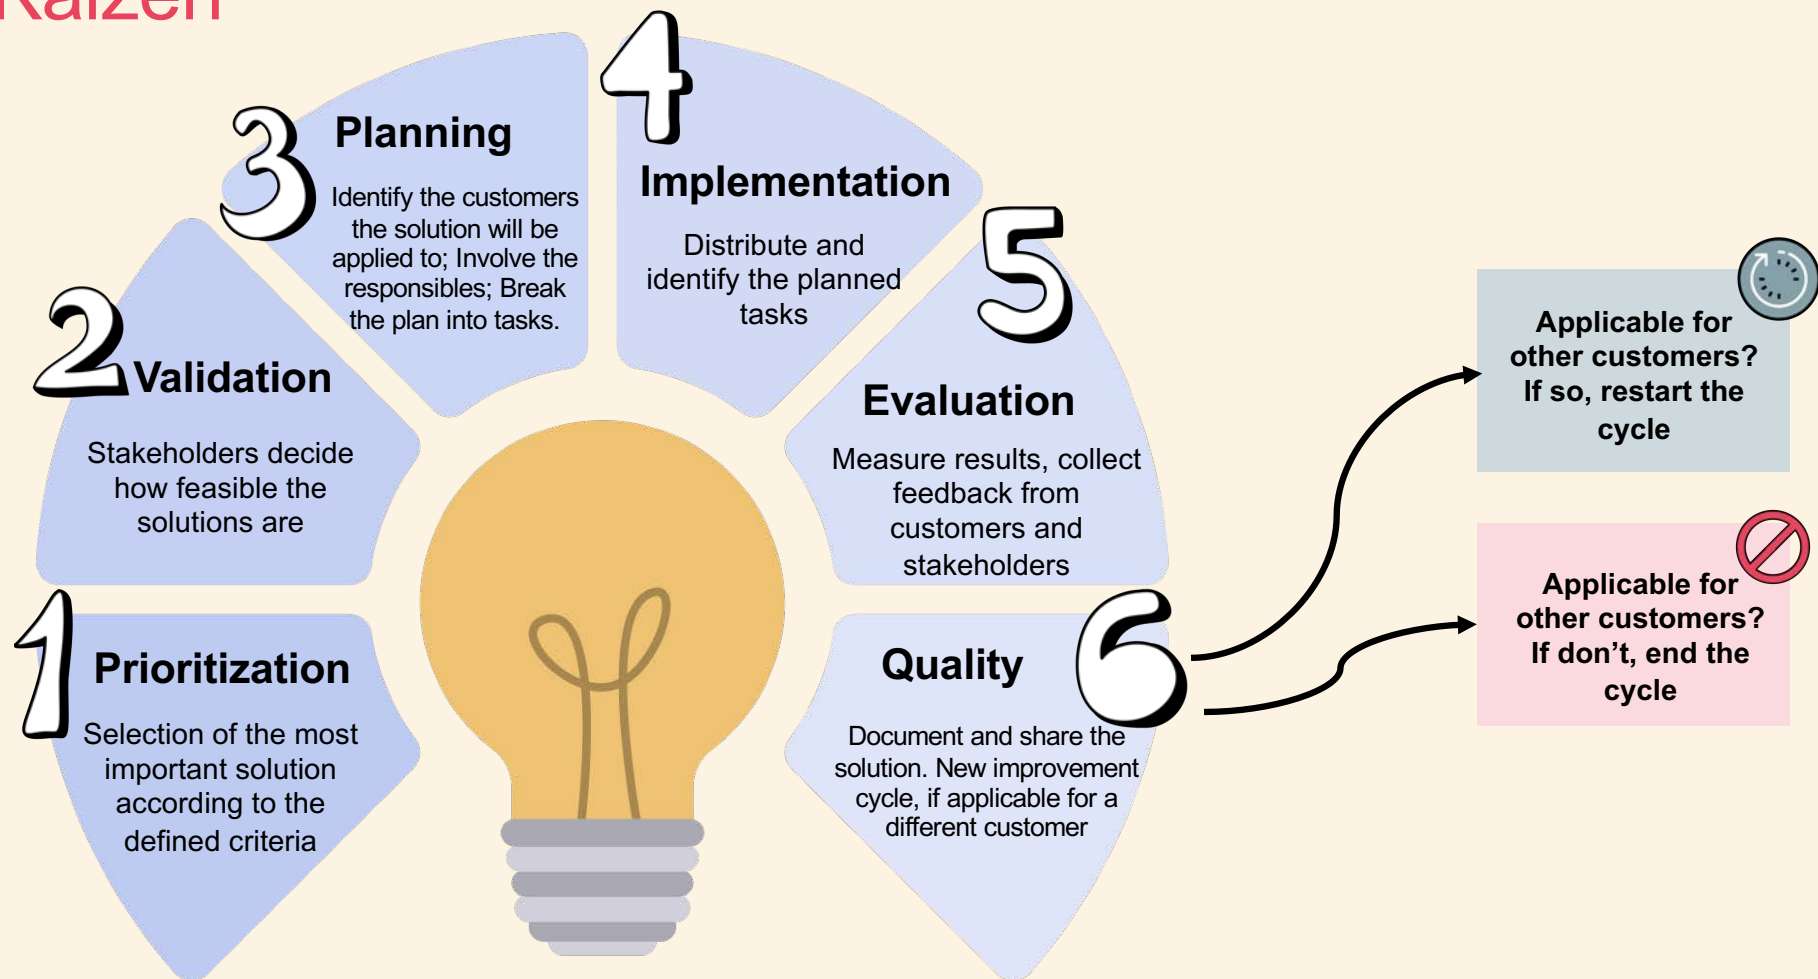 Kaizen
1
Prioritization
Selection of the most
important solution
according to the
defined criteria
2
Validation
Stakeholders decide
how feasible the
solutions are
3
Planning
Identify the customers
the solution will be
applied to; Involve the
responsibles; Break
the plan into tasks.
4
Implementation
Distribute and
identify the planned
tasks
5
Evaluation
Measure results, collect
feedback from
customers and
stakeholders
6
Quality
Document and share the
solution. New improvement
cycle, if applicable for a
different customer
Applicable for
other customers?
If so, restart the
cycle
Applicable for
other customers?
If don’t, end the
cycle